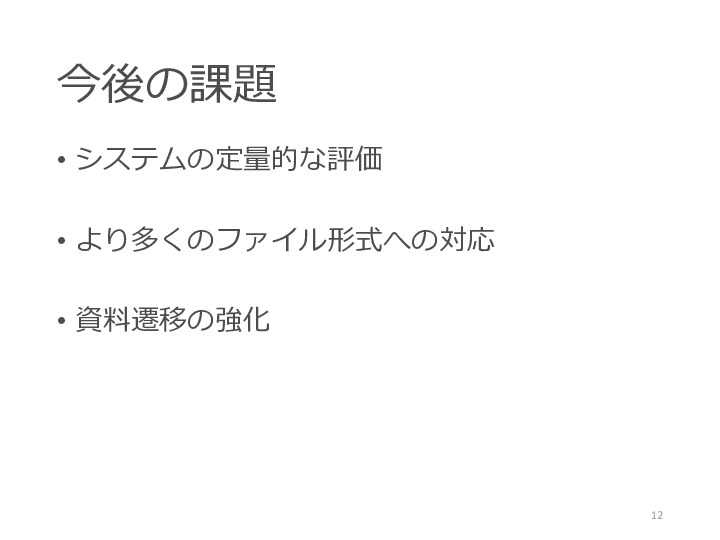 今後の課題
• システムの定量的な評価
• より多くのファイル形式への対応
• 資料遷移の強化
12